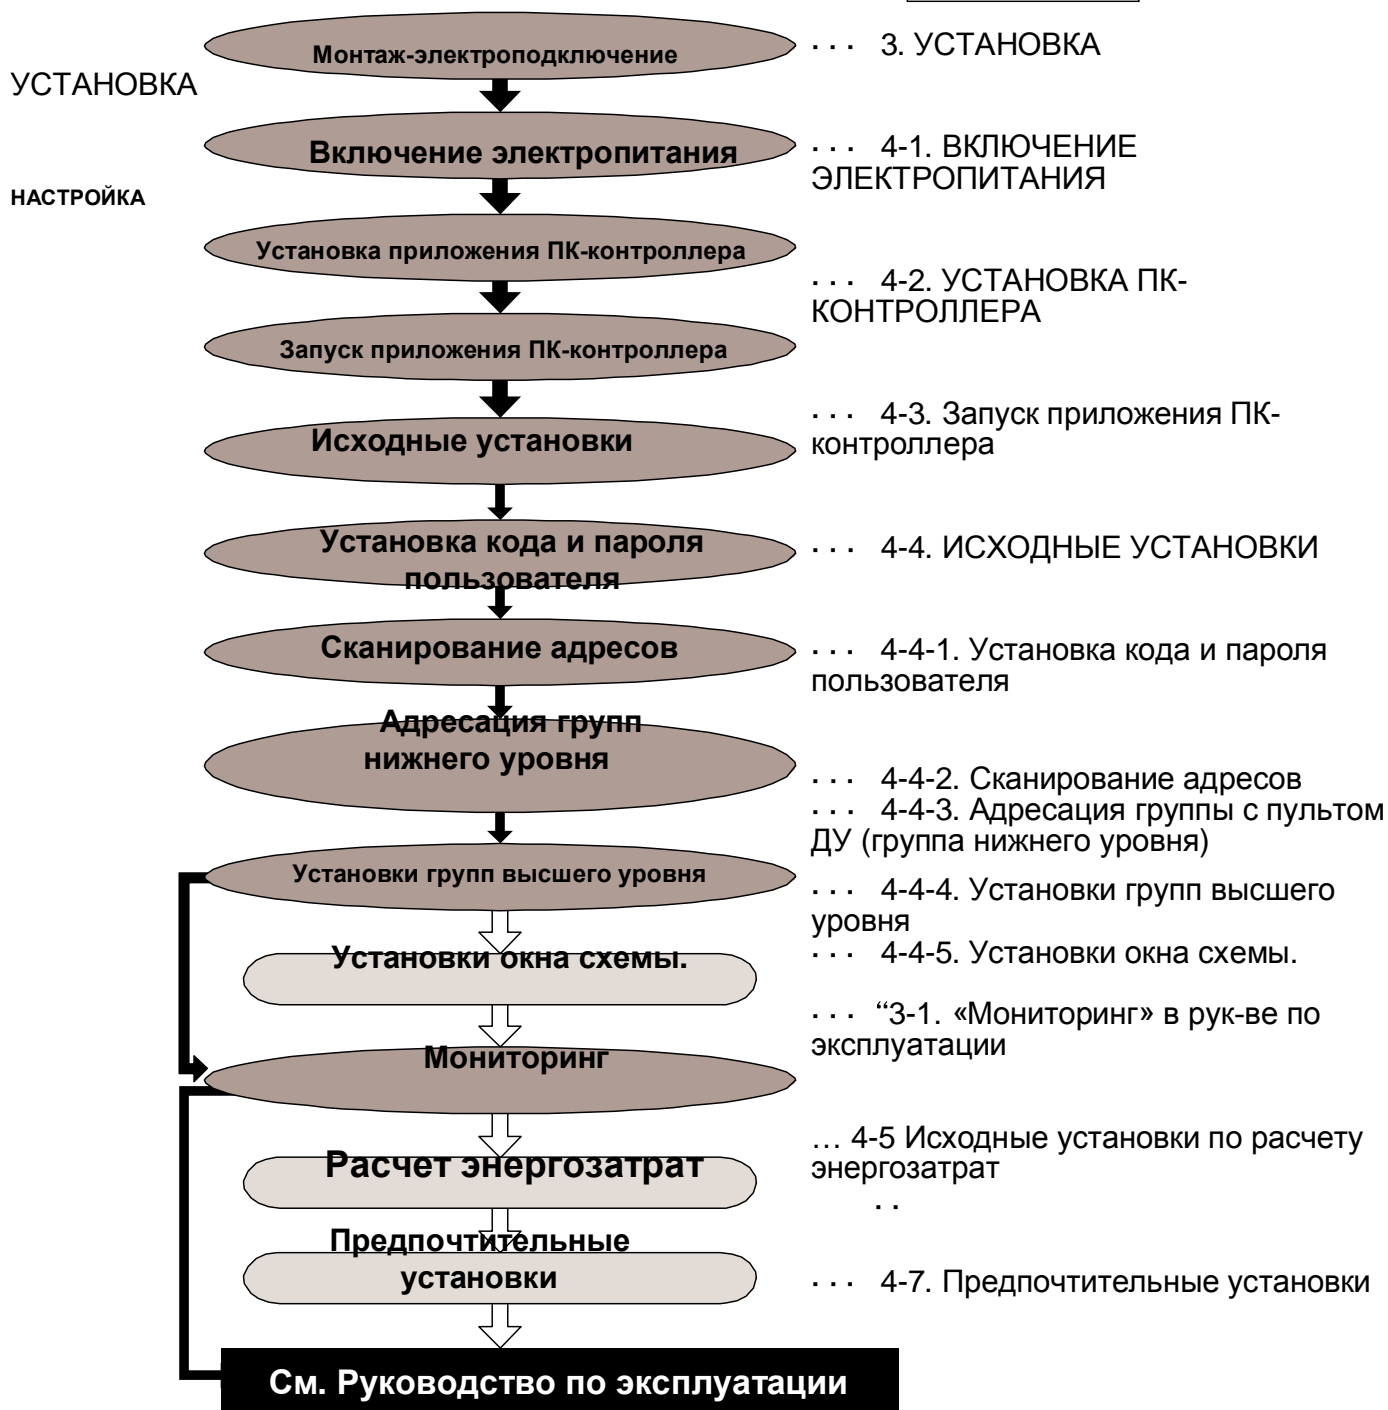 Монтаж-электроподключение
· · · 3. УСТАНОВКА
УСТАНОВКА
Включение электропитания
· · · 4-1. ВКЛЮЧЕНИЕ
ЭЛЕКТРОПИТАНИЯ
НАСТРОЙКА
Установка приложения ПК-контроллера
· · · 4-2. УСТАНОВКА ПК-
КОНТРОЛЛЕРА
Запуск приложения ПК-контроллера
· · · 4-3. Запуск приложения ПК-
контроллера
Исходные установки
Установка кода и пароля
пользователя
· · · 4-4. ИСХОДНЫЕ УСТАНОВКИ
Сканирование адресов
· · · 4-4-1. Установка кода и пароля
пользователя
Адресация групп
нижнего уровня
· · · 4-4-2. Сканирование адресов
· · · 4-4-3. Адресация группы с пультом
ДУ (группа нижнего уровня)
Установки групп высшего уровня
· · · 4-4-4. Установки групп высшего
уровня
Установки окна схемы.
· · · 4-4-5. Установки окна схемы.
· · · “3-1. «Мониторинг» в рук-ве по
эксплуатации
Мониторинг
Расчет энергозатрат
… 4-5 Исходные установки по расчету
энергозатрат
· ·
Предпочтительные
установки
· · · 4-7. Предпочтительные установки
См. Руководство по эксплуатации